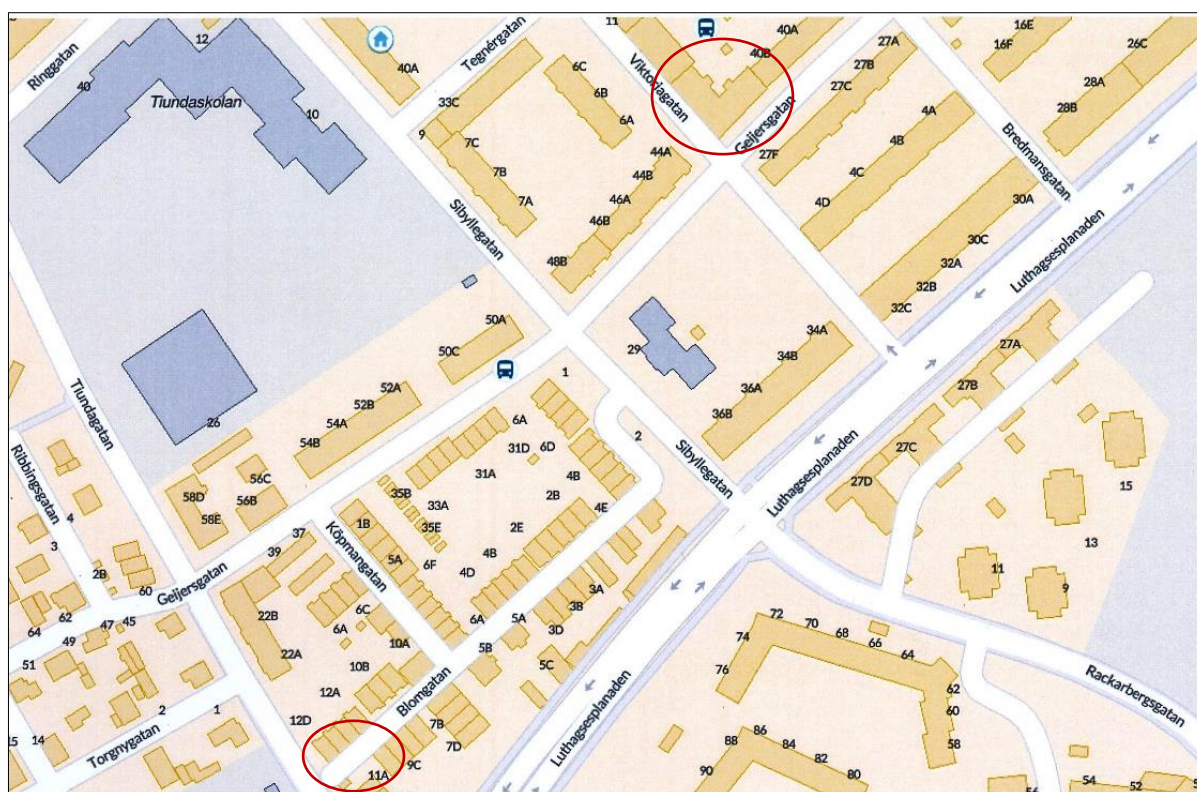 12
11
40A
16E
Ringgatan
40A
Tegnérgatan
Viktoriagatan
40B
27A
16F
26C
40
Tiundaskolan
10
33C
6C
6B
6A
27B
27C
28A
28B
9
7C
7B
7A
44A
44B
46A
46B
48B
Geijersgatan
27F
4A
4B
4C
4D
Bredmansgatan
30A
30C
32A
32B
32C
Luthagsesplanaden
Sibyllegatan
50A
50C
29
34A
34B
36A
36B
27A
27B
27C
27D
Tiundagatan
26
52A
52B
54A
54B
1
6A
6D
31D
31A
2
Sibyllegatan
Luthagsesplanaden
15
13
11
9
Ribbingsgatan
4
3
2B
58D
58E
56C
56B
35B
33A
35E
4B
2B
4E
2E
1B
5A
6F
4B
4D
Köpmangatan
37
39
Geijersgatan
60
62
64
45
47
49
51
22B
22A
6C
6A
10A
10B
12A
12D
6A
5A
5B
3A
3B
3D
5C
Blomgatan
7B
7D
9C
11A
Luthagsesplanaden
2
1
14
15
Torgnygatan
72
70
68
66
64
74
76
62
60
58
86
84
82
80
88
90
Rackarbergsgatan
54
52
56